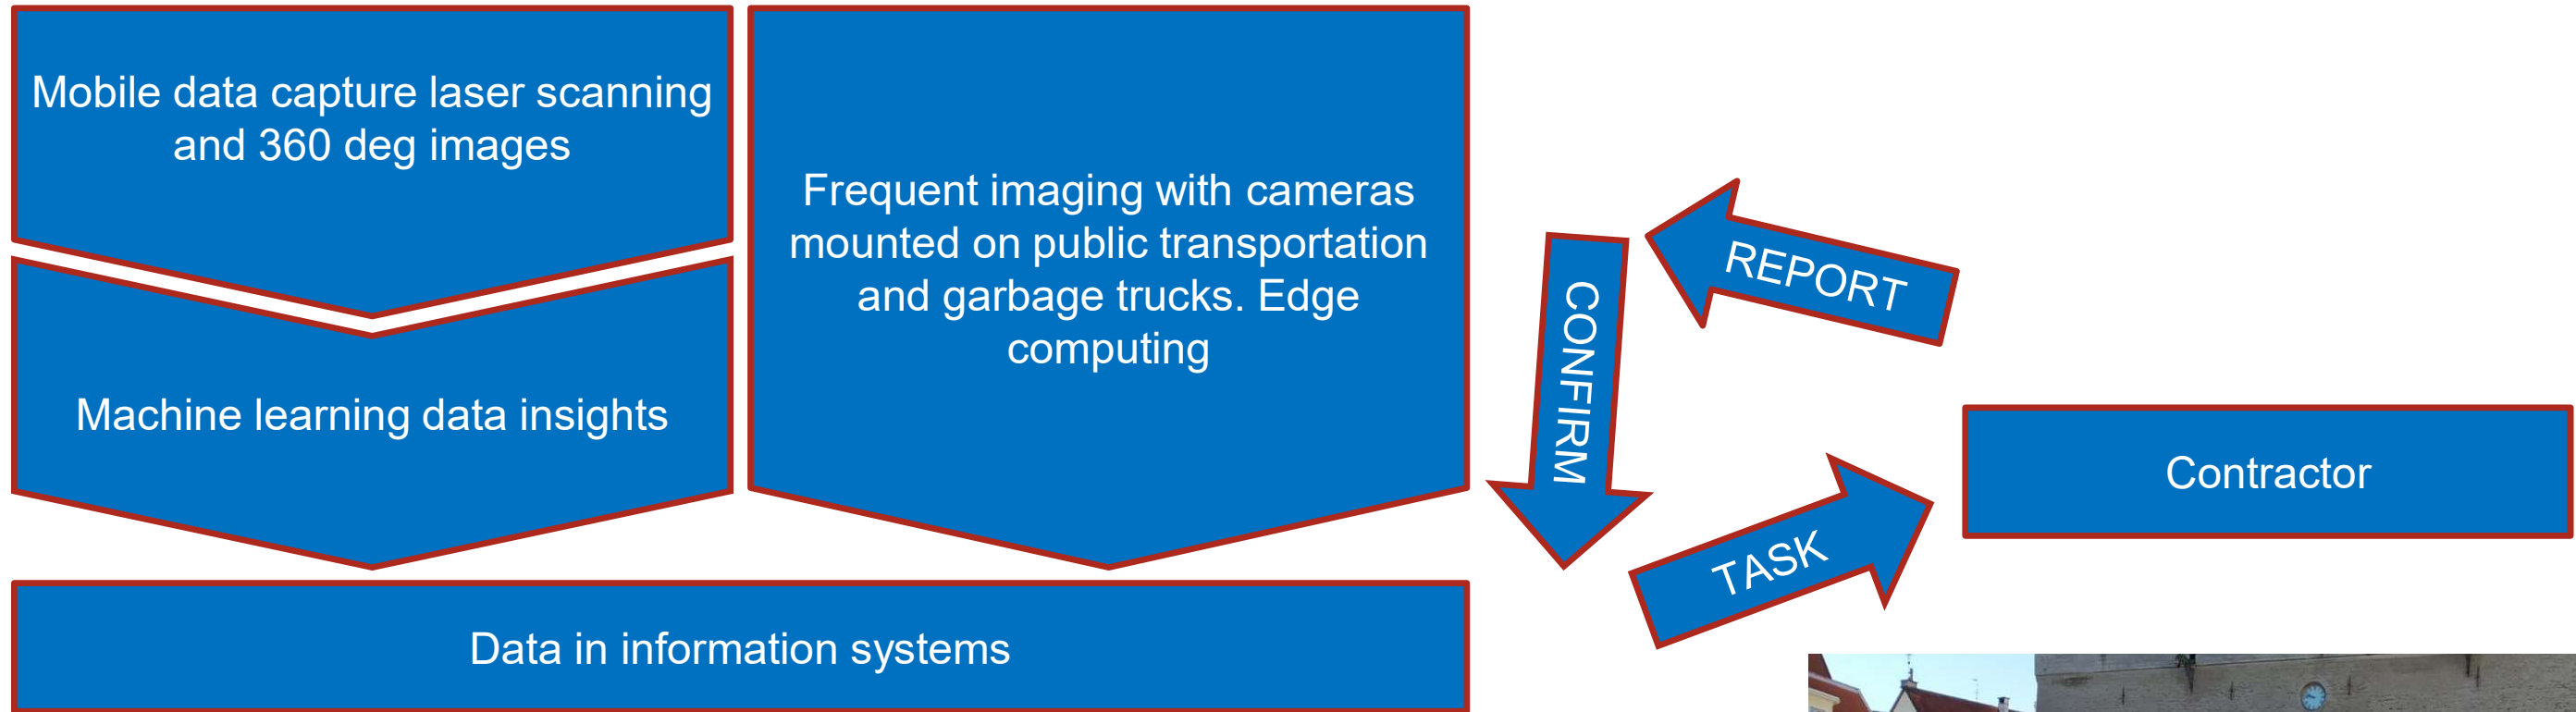 Mobile data capture laser scanning
and 360 deg images
Machine learning data insights
Frequent imaging with cameras
mounted on public transportation
and garbage trucks. Edge
computing
REPORT
CONFIRM
TASK
Contractor
Data in information systems